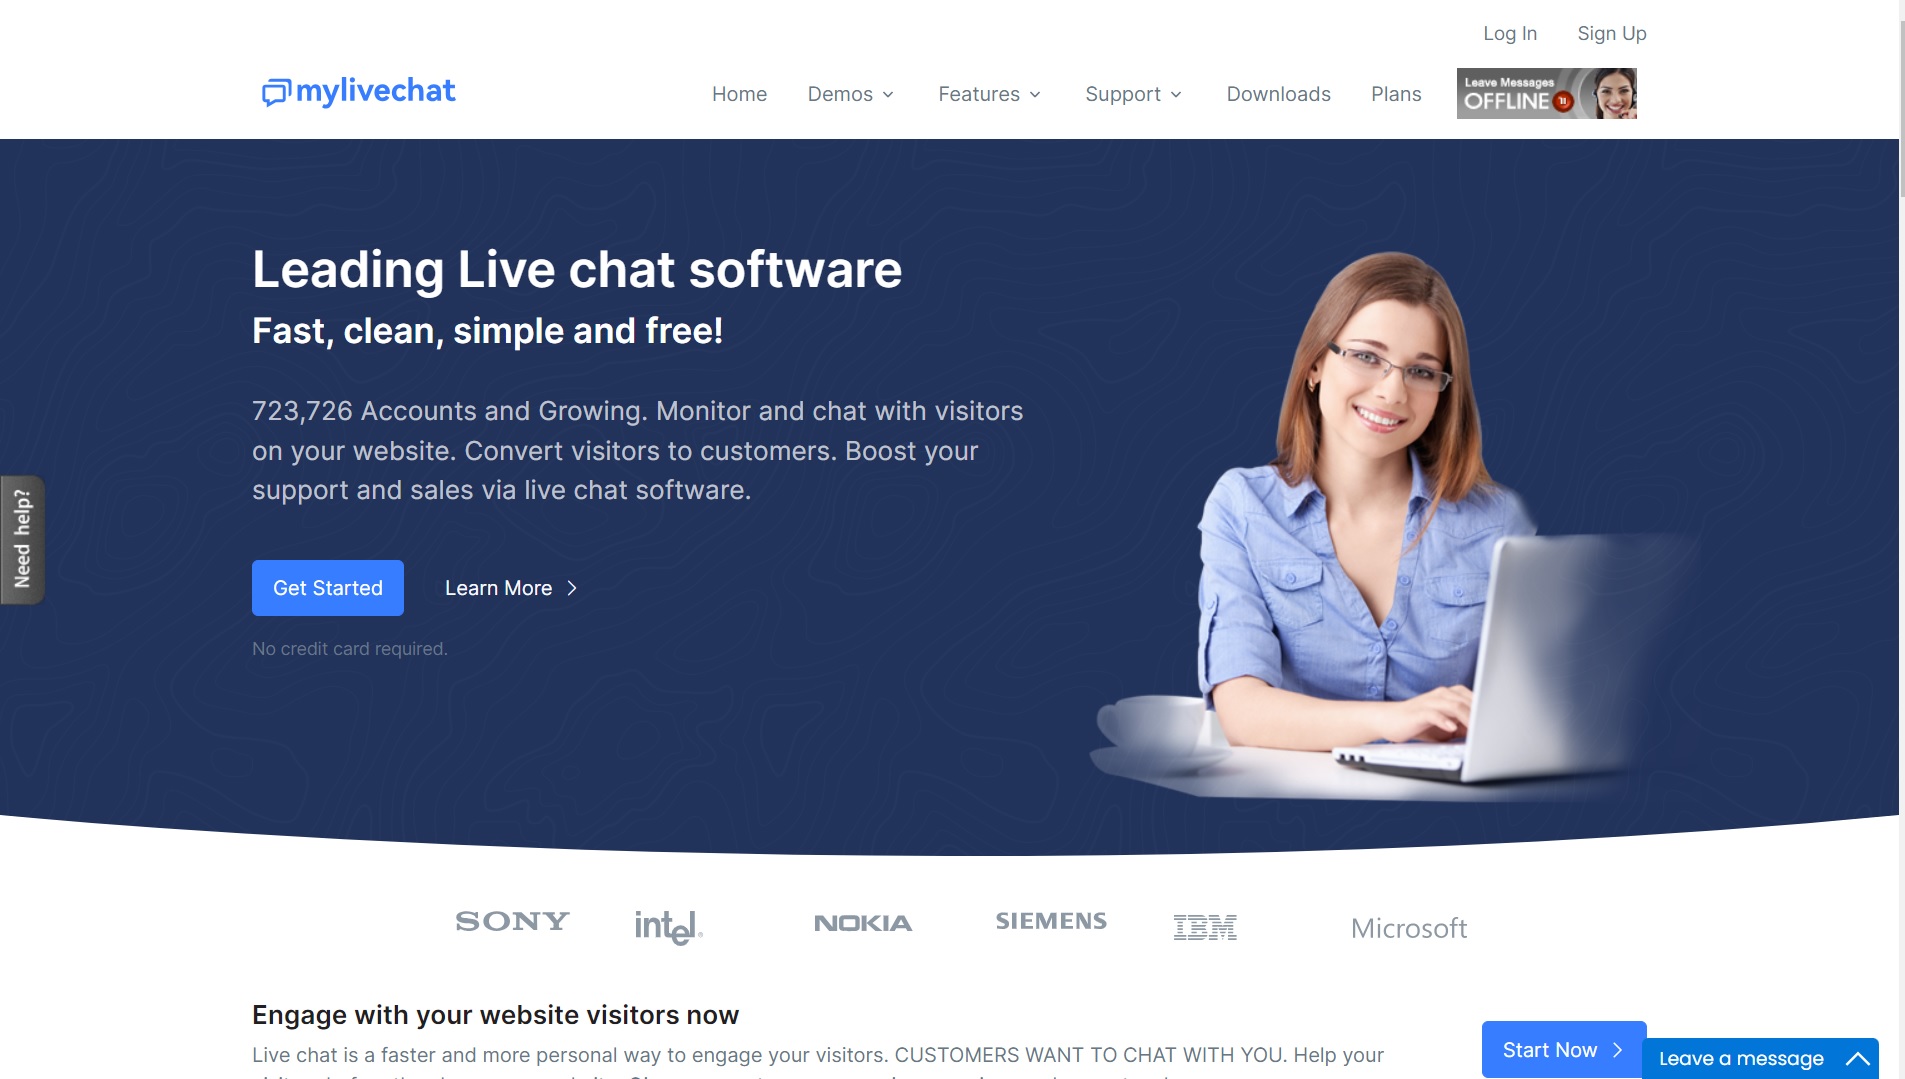 Log In Sign Up
mylivechat
Home Demos Features Support Downloads Plans
Leave Messages
OFFLINE
Leading Live chat software
Fast, clean, simple and free!
723,726 Accounts and Growing. Monitor and chat with visitors
on your website. Convert visitors to customers. Boost your
support and sales via live chat software.
Need help?
Get Started Learn More
No credit card required.
SONY intel NOKIA SIEMENS IBM Microsoft
Engage with your website visitors now
Live chat is a faster and more personal way to engage your visitors. CUSTOMERS WANT TO CHAT WITH YOU. Help your
Start Now
Leave a message